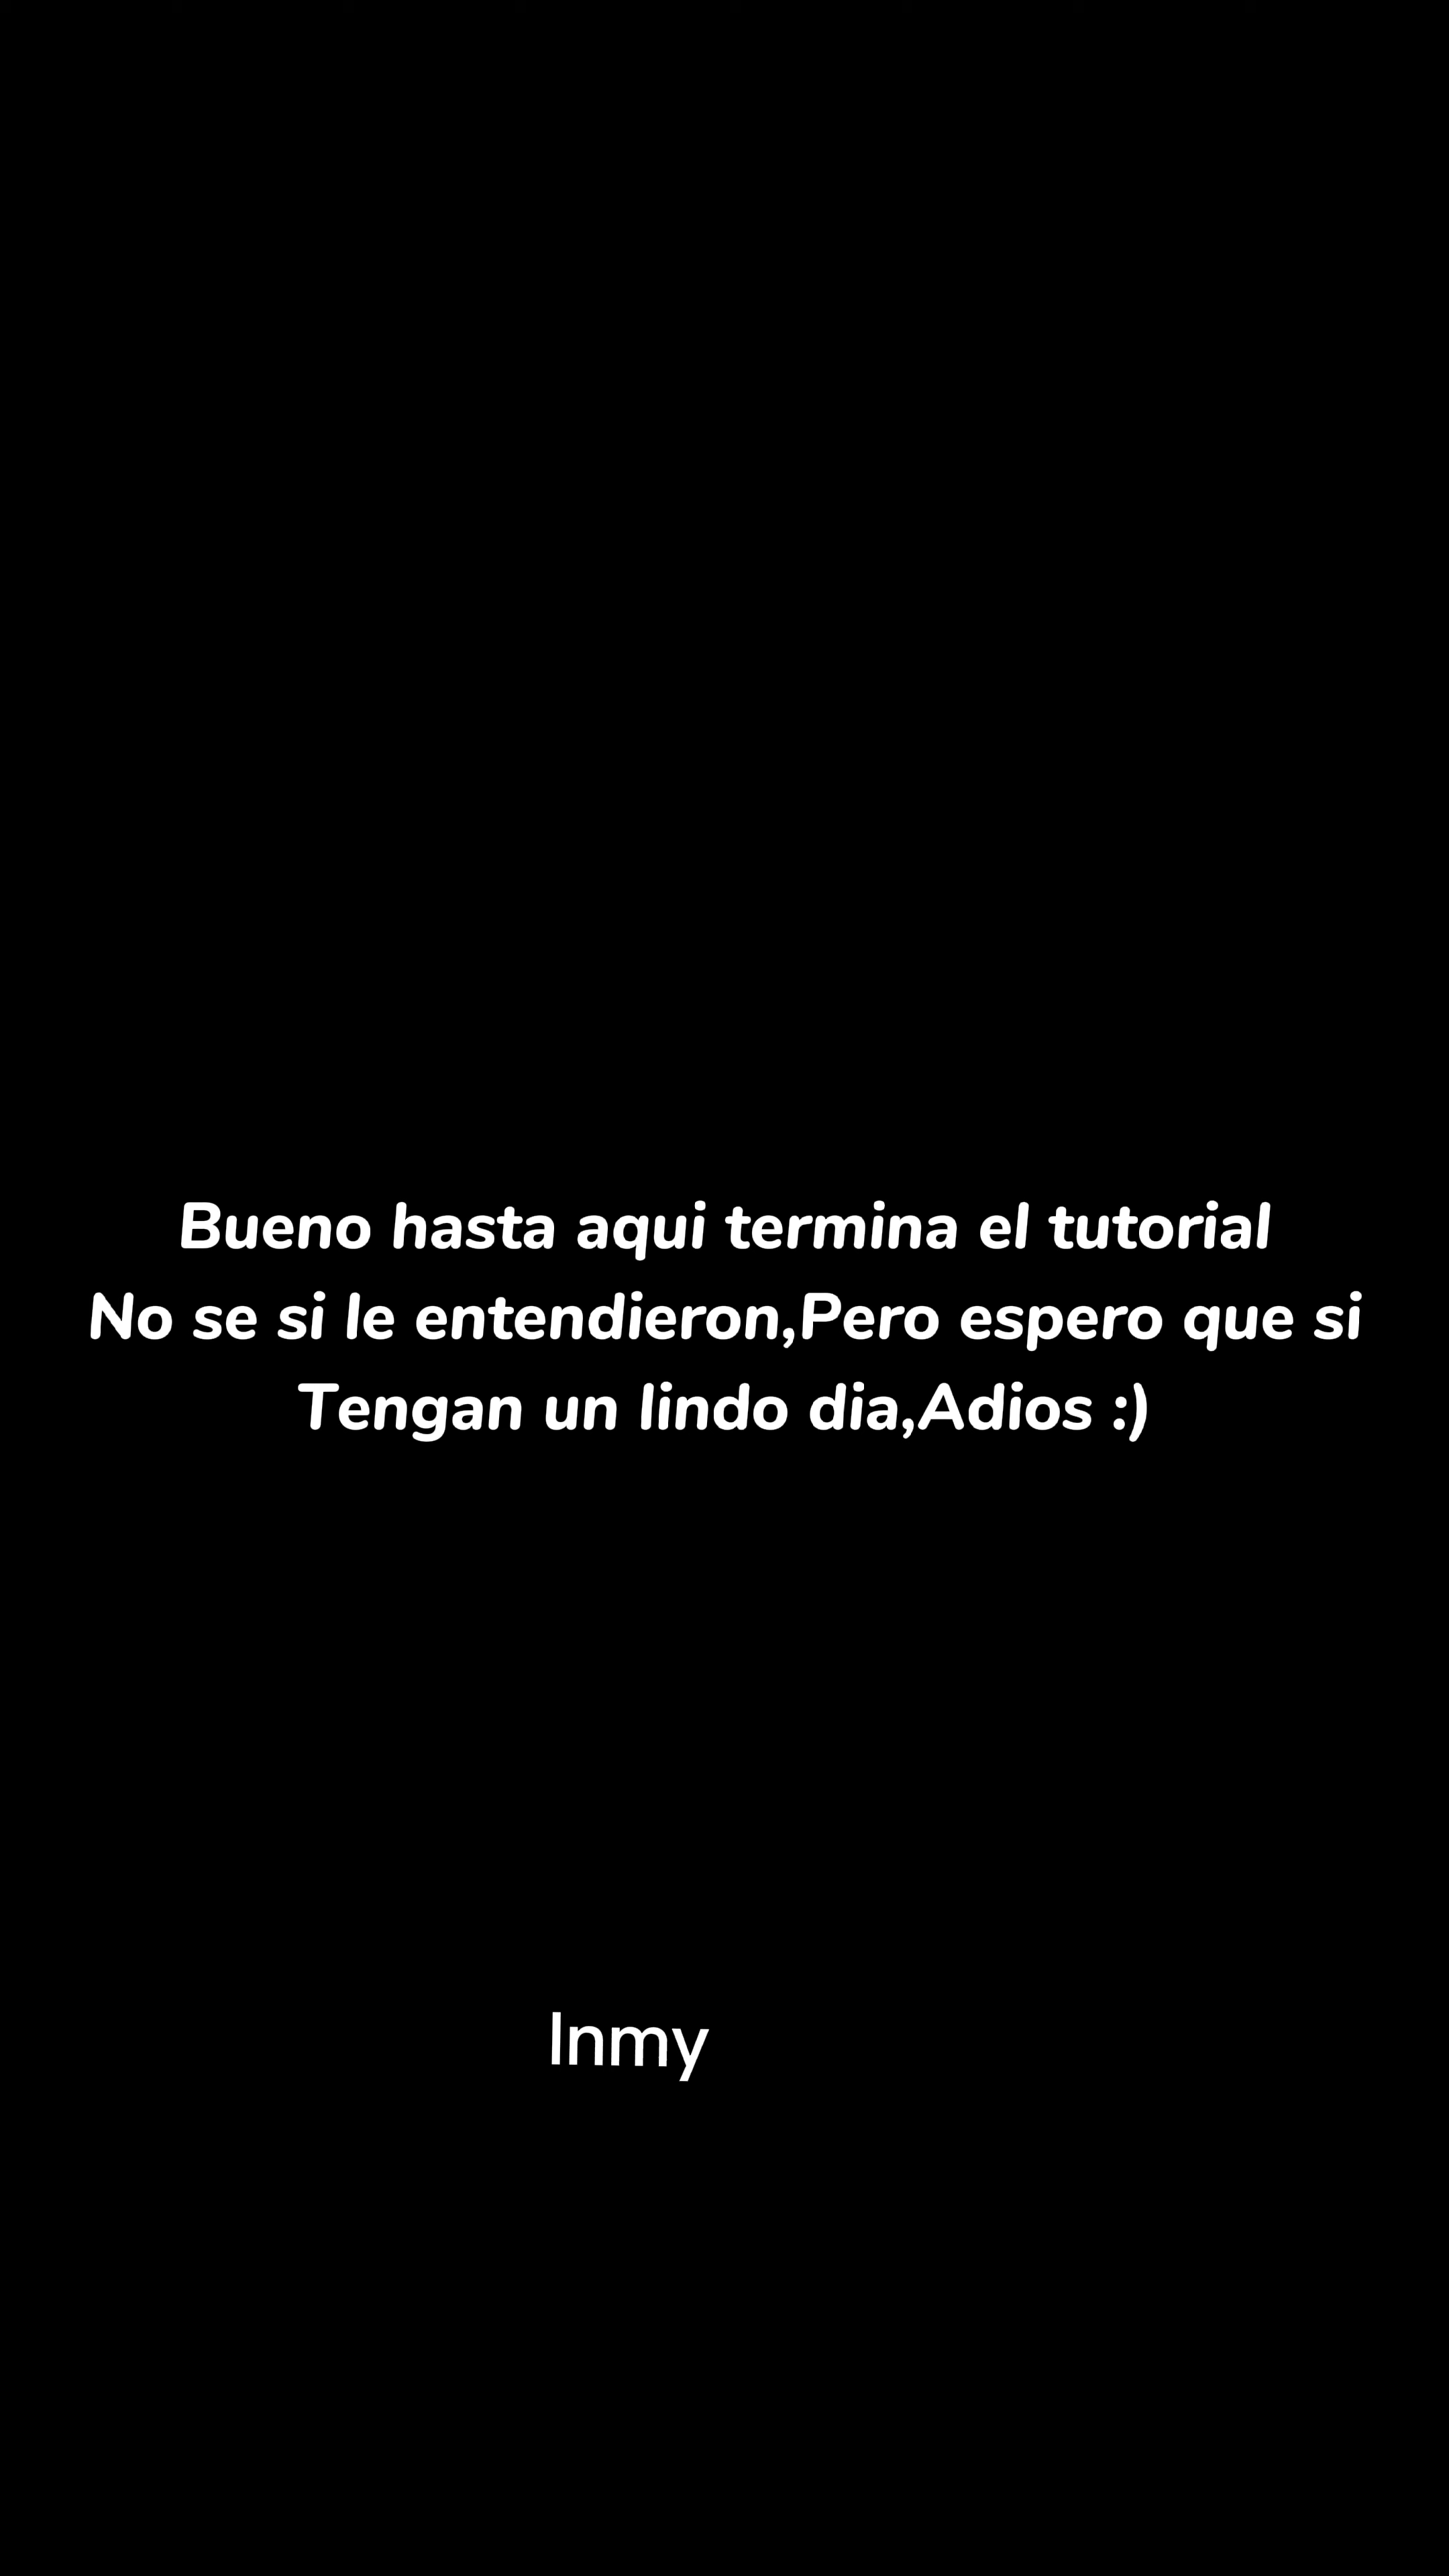 Bueno hasta aqui termina el tutorial
No se si le entendieron,Pero espero que si
Tengan un lindo dia,Adios :)
Inmy